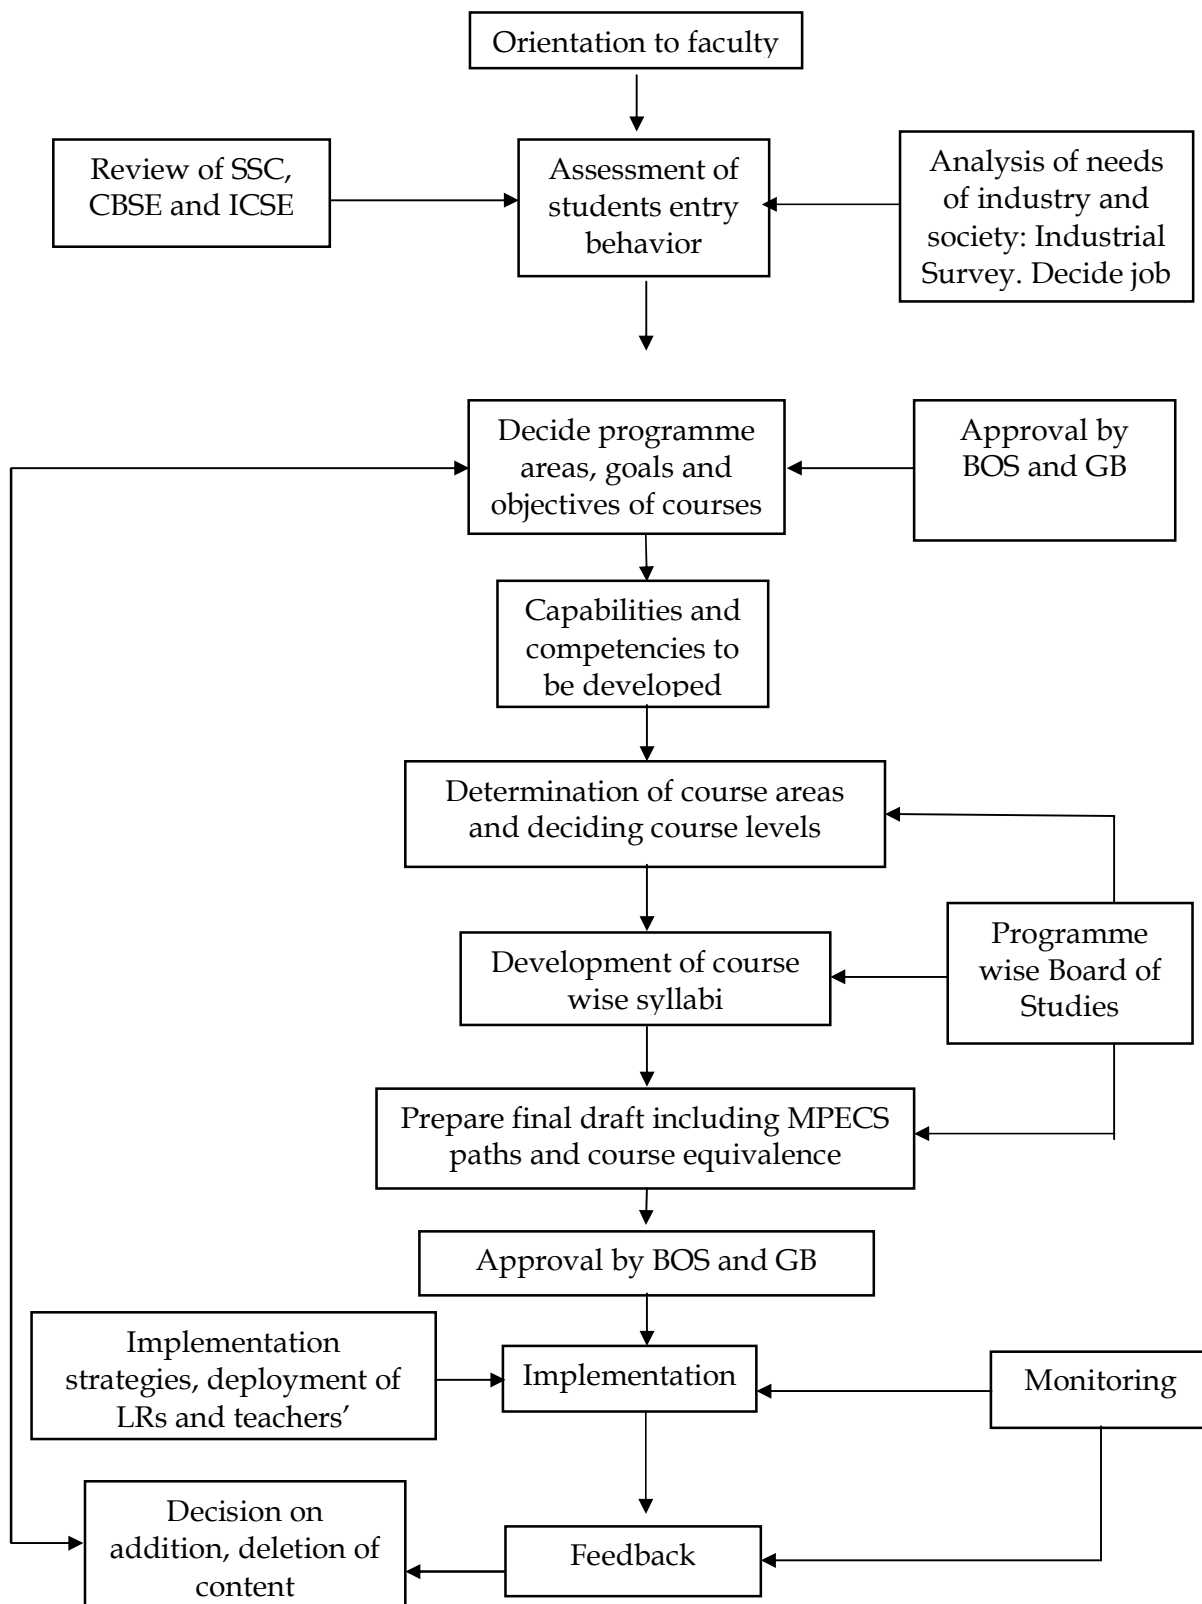 Orientation to faculty
Review of SSC,
CBSE and ICSE
Assessment of
students entry
behavior
Analysis of needs
of industry and
society: Industrial
Survey. Decide job
Decide programme
areas, goals and
objectives of courses
Approval by
BOS and GB
Capabilities and
competencies to
be developed
Determination of course areas
and deciding course levels
Programme
wise Board of
Studies
Development of course
wise syllabi
Prepare final draft including MPECS
paths and course equivalence
Approval by BOS and GB
Implementation
strategies, deployment of
LRs and teachers’
Implementation
Monitoring
Decision on
addition, deletion of
content
Feedback